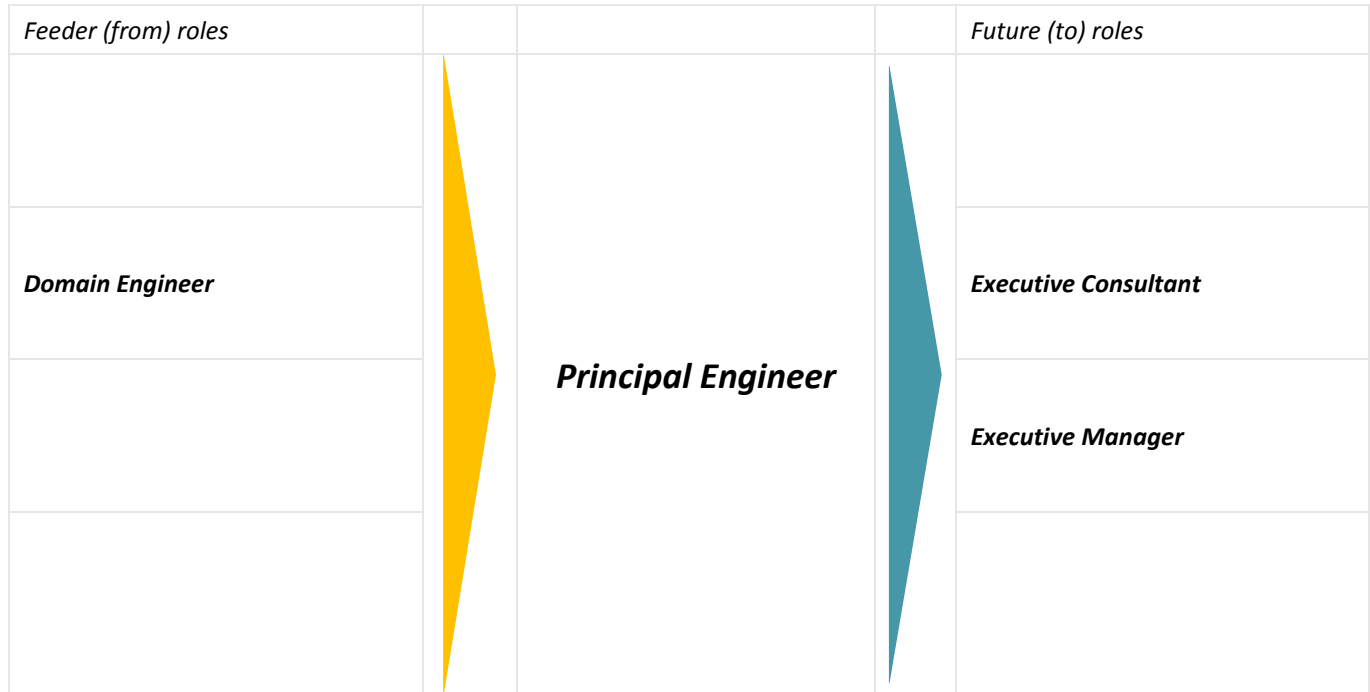 Feeder (from) roles
Future (to) roles
Domain Engineer
Executive Consultant
Principal Engineer
Executive Manager